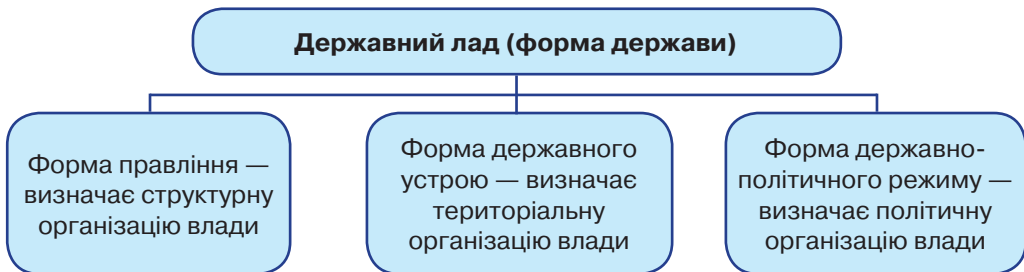 Державний лад (форма держави)
Форма правління —
визначає структурну
організацію влади
Форма державного
устрою — визначає
територіальну
організацію влади
Форма державно-
політичного режиму —
визначає політичну
організацію влади